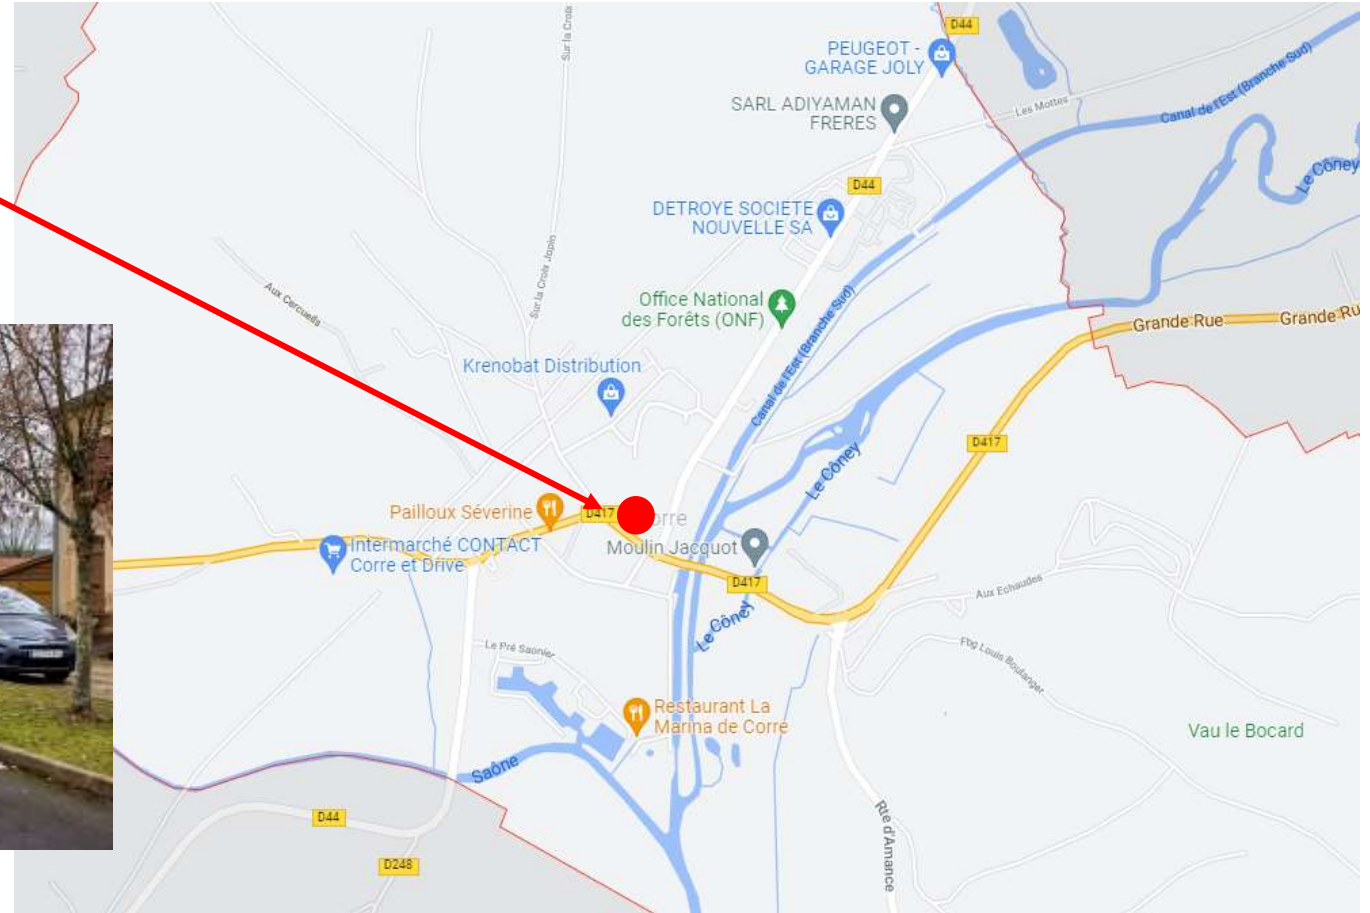 D44
PEUGEOT -
GARAGE JOLY
Sur la Croix
SARL ADIYAMAN
FRERES
Les Mottes
Canal de l'Est (Branche Sud)
Le Côney
D44
DETROYE SOCIETE
NOUVELLE SA
Sur la Croix Jopin
Aux Cercueils
Office National
des Forêts (ONF)
Canal de l'Est (Branche Sud)
Grande Rue
Grande Ru
Krenobat Distribution
D417
Le Côney
Pailloux Séverine
D417
orre
Intermarché CONTACT
Corre et Drive
Moulin Jacquot
D417
Aux Echaudes
Le Côney
Le Pré Saonier
Fbg Louis Boulanger
Restaurant La
Marina de Corre
Vau le Bocard
Saône
D44
Rte d'Amance
D248